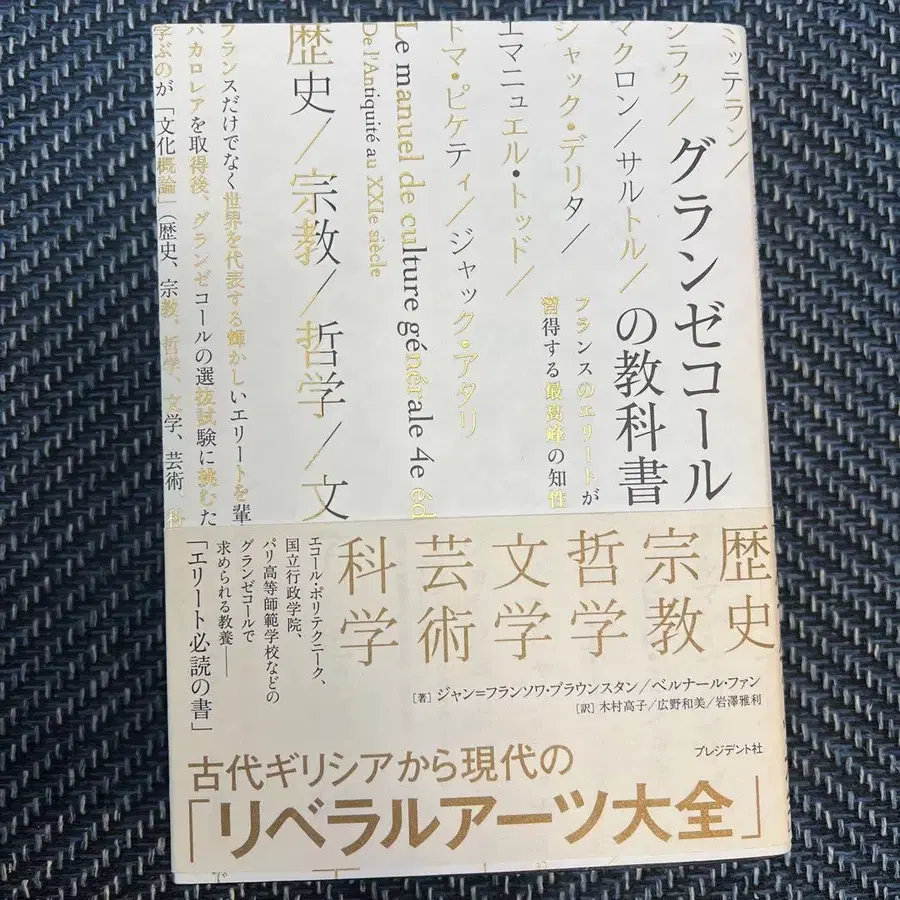 ミッテラン／
シラク／
グランゼコール
マクロン／サルトル／
の教科書
ジャック・デリダ／
フランスのエリートが
習得する最高峰の知性
エマニュエル・トッド／
トマ・ピケティ／ジャック・アタリ
Le manuel de culture générale 4e éd
De l'Antiquité au XXIe siècle
歴史／宗教／哲学／文
フランスだけでなく世界を代表する輝かしいエリートを輩
バカロレアを取得後、グランゼコールの選抜試験に挑むた
学ぶのが「文化概論」（歴史、宗教、哲学、文学、芸術、科
歴史
宗教
哲学
文学
芸術
科学
エコール・ポリテクニーク、
国立行政学院、
パリ高等師範学校などの
グランゼコールで
求められる教養――
「エリート必読の書」
［著］ジャン＝フランソワ・ブラウンスタン／ベルナール・ファン
［訳］木村高子／広野和美／岩澤雅利
プレジデント社
古代ギリシアから現代の
「リベラルアーツ大全」